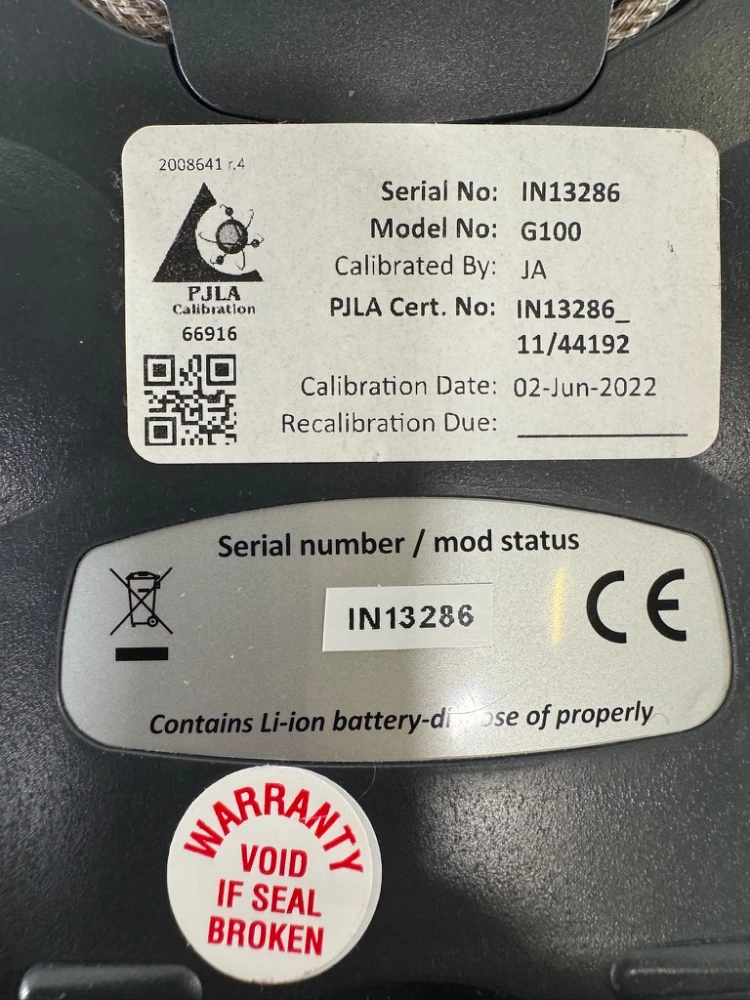 2008641 r.4
PJLA
Calibration
66916
Serial No: IN13286
Model No: G100
Calibrated By: JA
PJLA Cert. No: IN13286_
11/44192
Calibration Date: 02-Jun-2022
Recalibration Due:
Serial number / mod status
IN13286
CE
Contains Li-ion battery- of properly
WARRANTY
VOID
IF SEAL
BROKEN